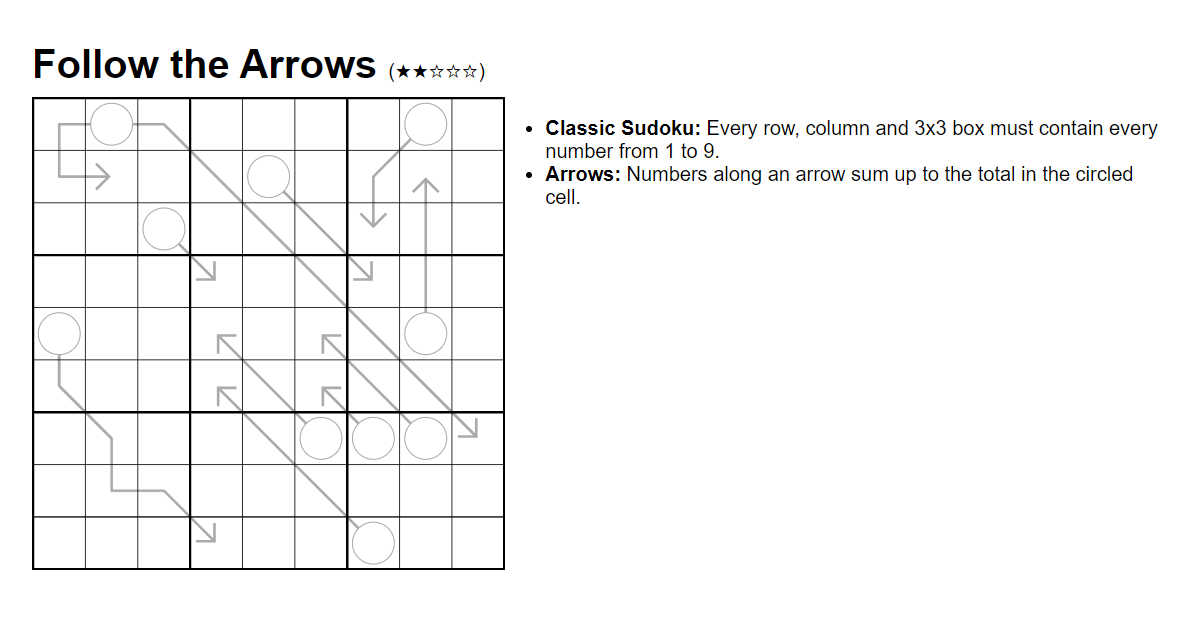 Follow the Arrows (★★☆☆☆)
• Classic Sudoku: Every row, column and 3x3 box must contain every
number from 1 to 9.
• Arrows: Numbers along an arrow sum up to the total in the circled
cell.